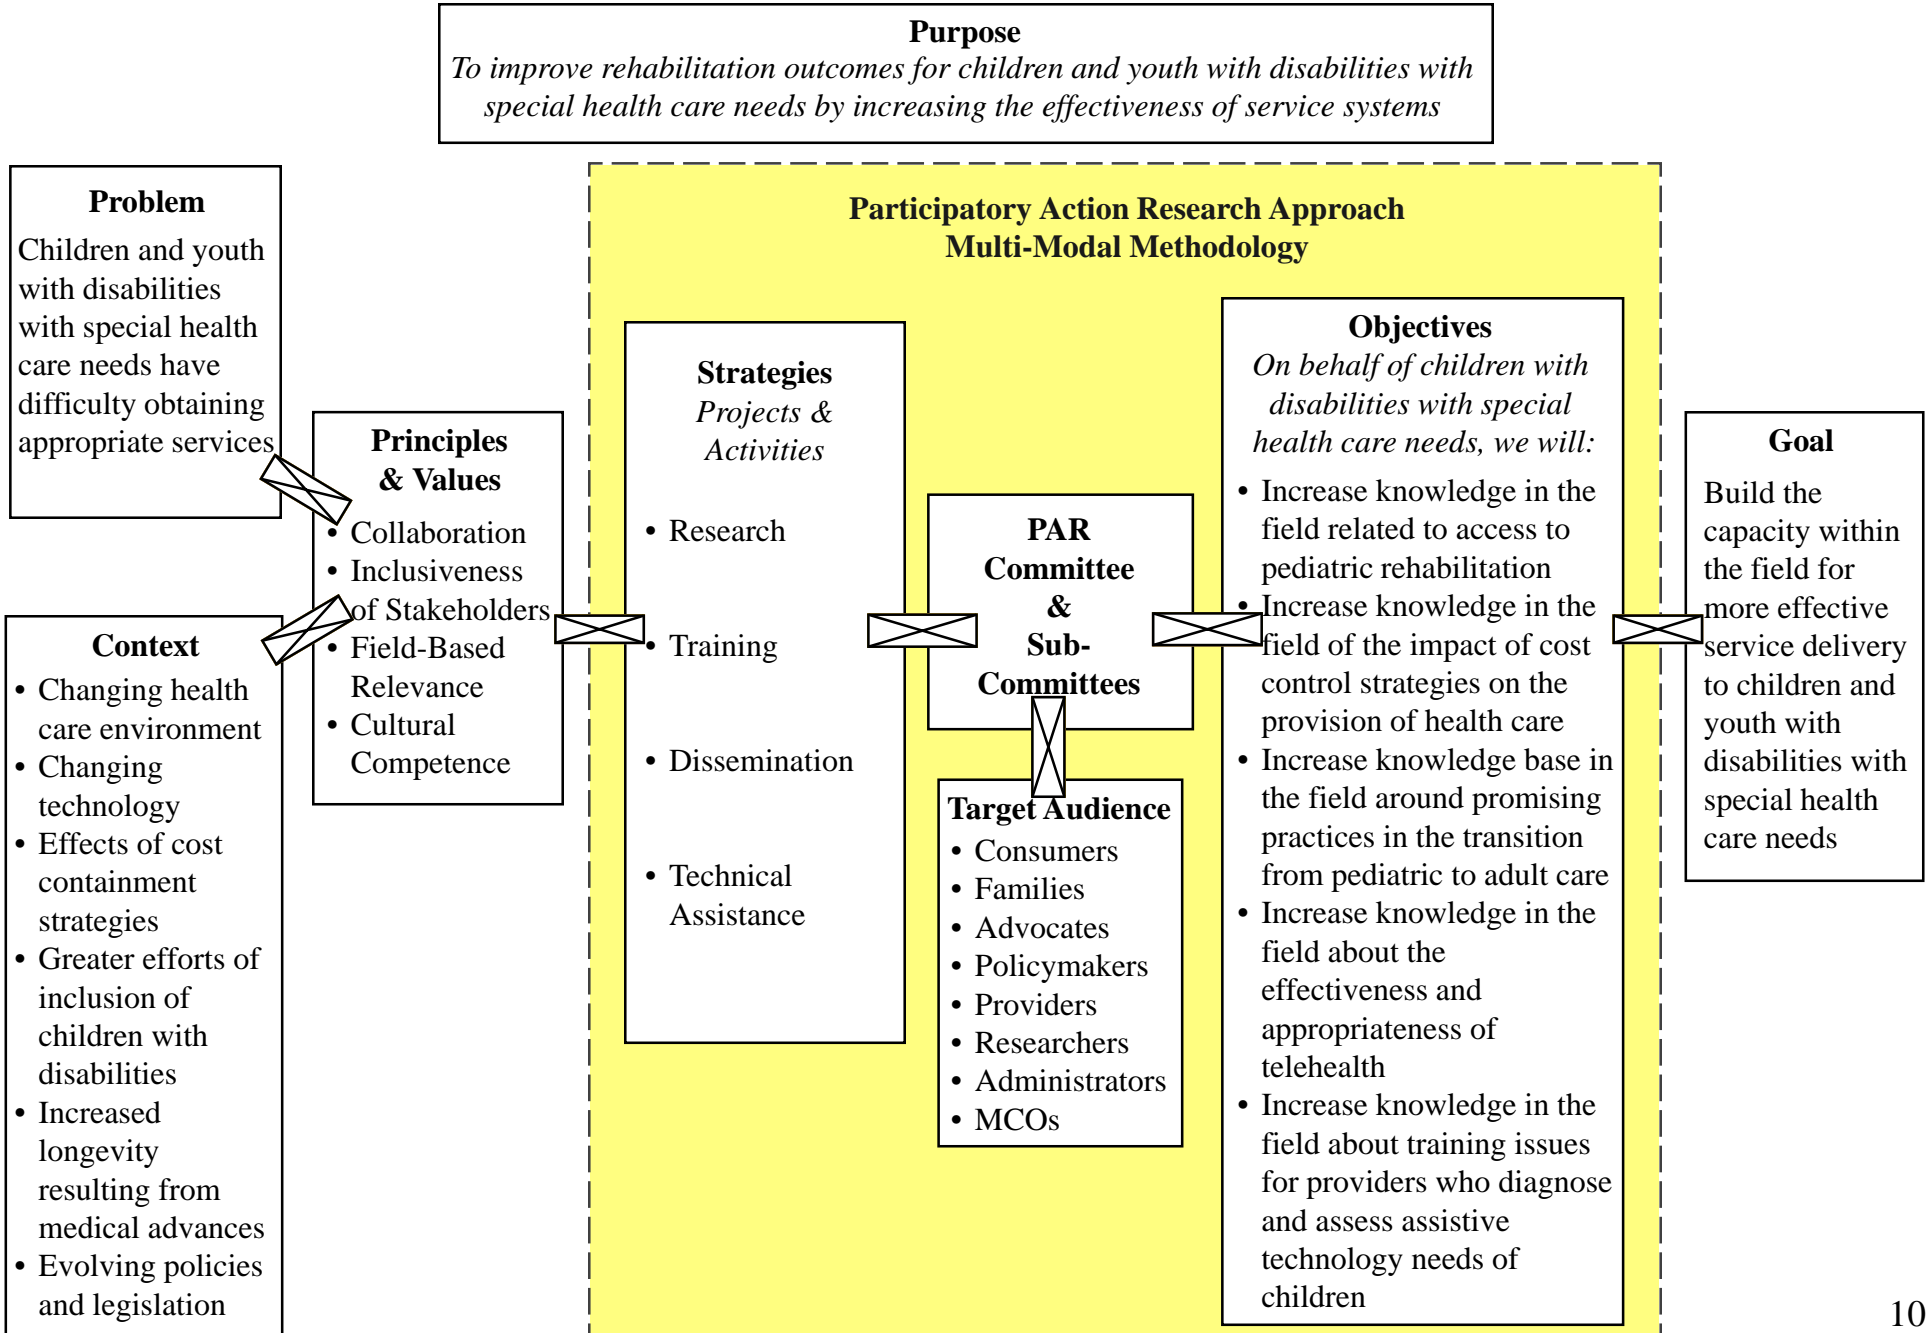 Purpose
To improve rehabilitation outcomes for children and youth with disabilities with
special health care needs by increasing the effectiveness of service systems
Problem
Children and youth
with disabilities
with special health
care needs have
difficulty obtaining
appropriate services
Context
• Changing health
care environment
• Changing
technology
• Effects of cost
containment
strategies
• Greater efforts of
inclusion of
children with
disabilities
• Increased
longevity
resulting from
medical advances
• Evolving policies
and legislation
Principles
& Values
• Collaboration
• Inclusiveness
of Stakeholders
• Field-Based
Relevance
• Cultural
Competence
Participatory Action Research Approach
Multi-Modal Methodology
Strategies
Projects &
Activities
• Research
• Training
• Dissemination
• Technical
Assistance
PAR
Committee
&
Sub-
Committees
Target Audience
• Consumers
• Families
• Advocates
• Policymakers
• Providers
• Researchers
• Administrators
• MCOs
Objectives
On behalf of children with
disabilities with special
health care needs, we will:
• Increase knowledge in the
field related to access to
pediatric rehabilitation
• Increase knowledge in the
field of the impact of cost
control strategies on the
provision of health care
• Increase knowledge base in
the field around promising
practices in the transition
from pediatric to adult care
• Increase knowledge in the
field about the
effectiveness and
appropriateness of
telehealth
• Increase knowledge in the
field about training issues
for providers who diagnose
and assess assistive
technology needs of
children
Goal
Build the
capacity within
the field for
more effective
service delivery
to children and
youth with
disabilities with
special health
care needs
10